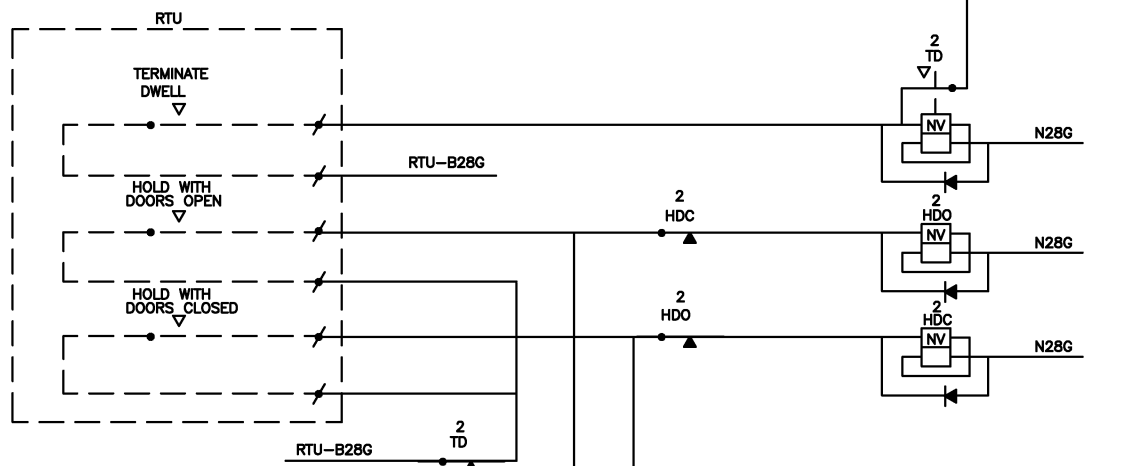 RTU
2
TD
TERMINATE
DWELL
NV
N28G
RTU-B28G
HOLD WITH
DOORS OPEN
2
HDC
2
HDO
NV
N28G
HOLD WITH
DOORS CLOSED
2
HDO
2
HDC
NV
N28G
2
TD
RTU-B28G